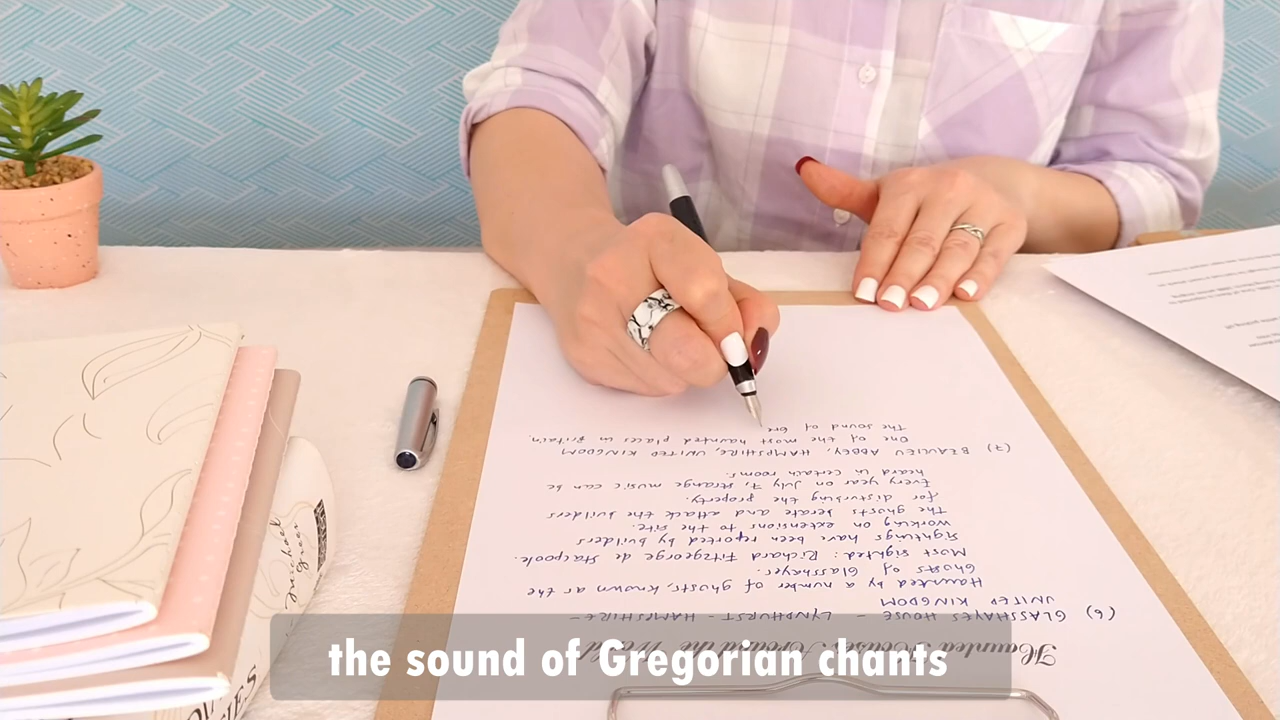 Haunted Houses Around the World
(6) GLASSHAYES HOUSE - LYNDHURST - HAMPSHIRE -
UNITED KINGDOM
Haunted by a number of ghosts, known as the
Ghosts of Glasshayes.
Most sighted: Richard Fitzgeorge de Stacpoole.
Sightings have been reported by builders
working on extensions to the site.
The ghosts berate and attack the builders
for disturbing the property.
Every year on July 7, strange music can be
heard in certain rooms.
(7) BEAULIEU ABBEY, HAMPSHIRE, UNITED KINGDOM
One of the most haunted places in Britain.
The sound of Gre
the sound of Gregorian chants